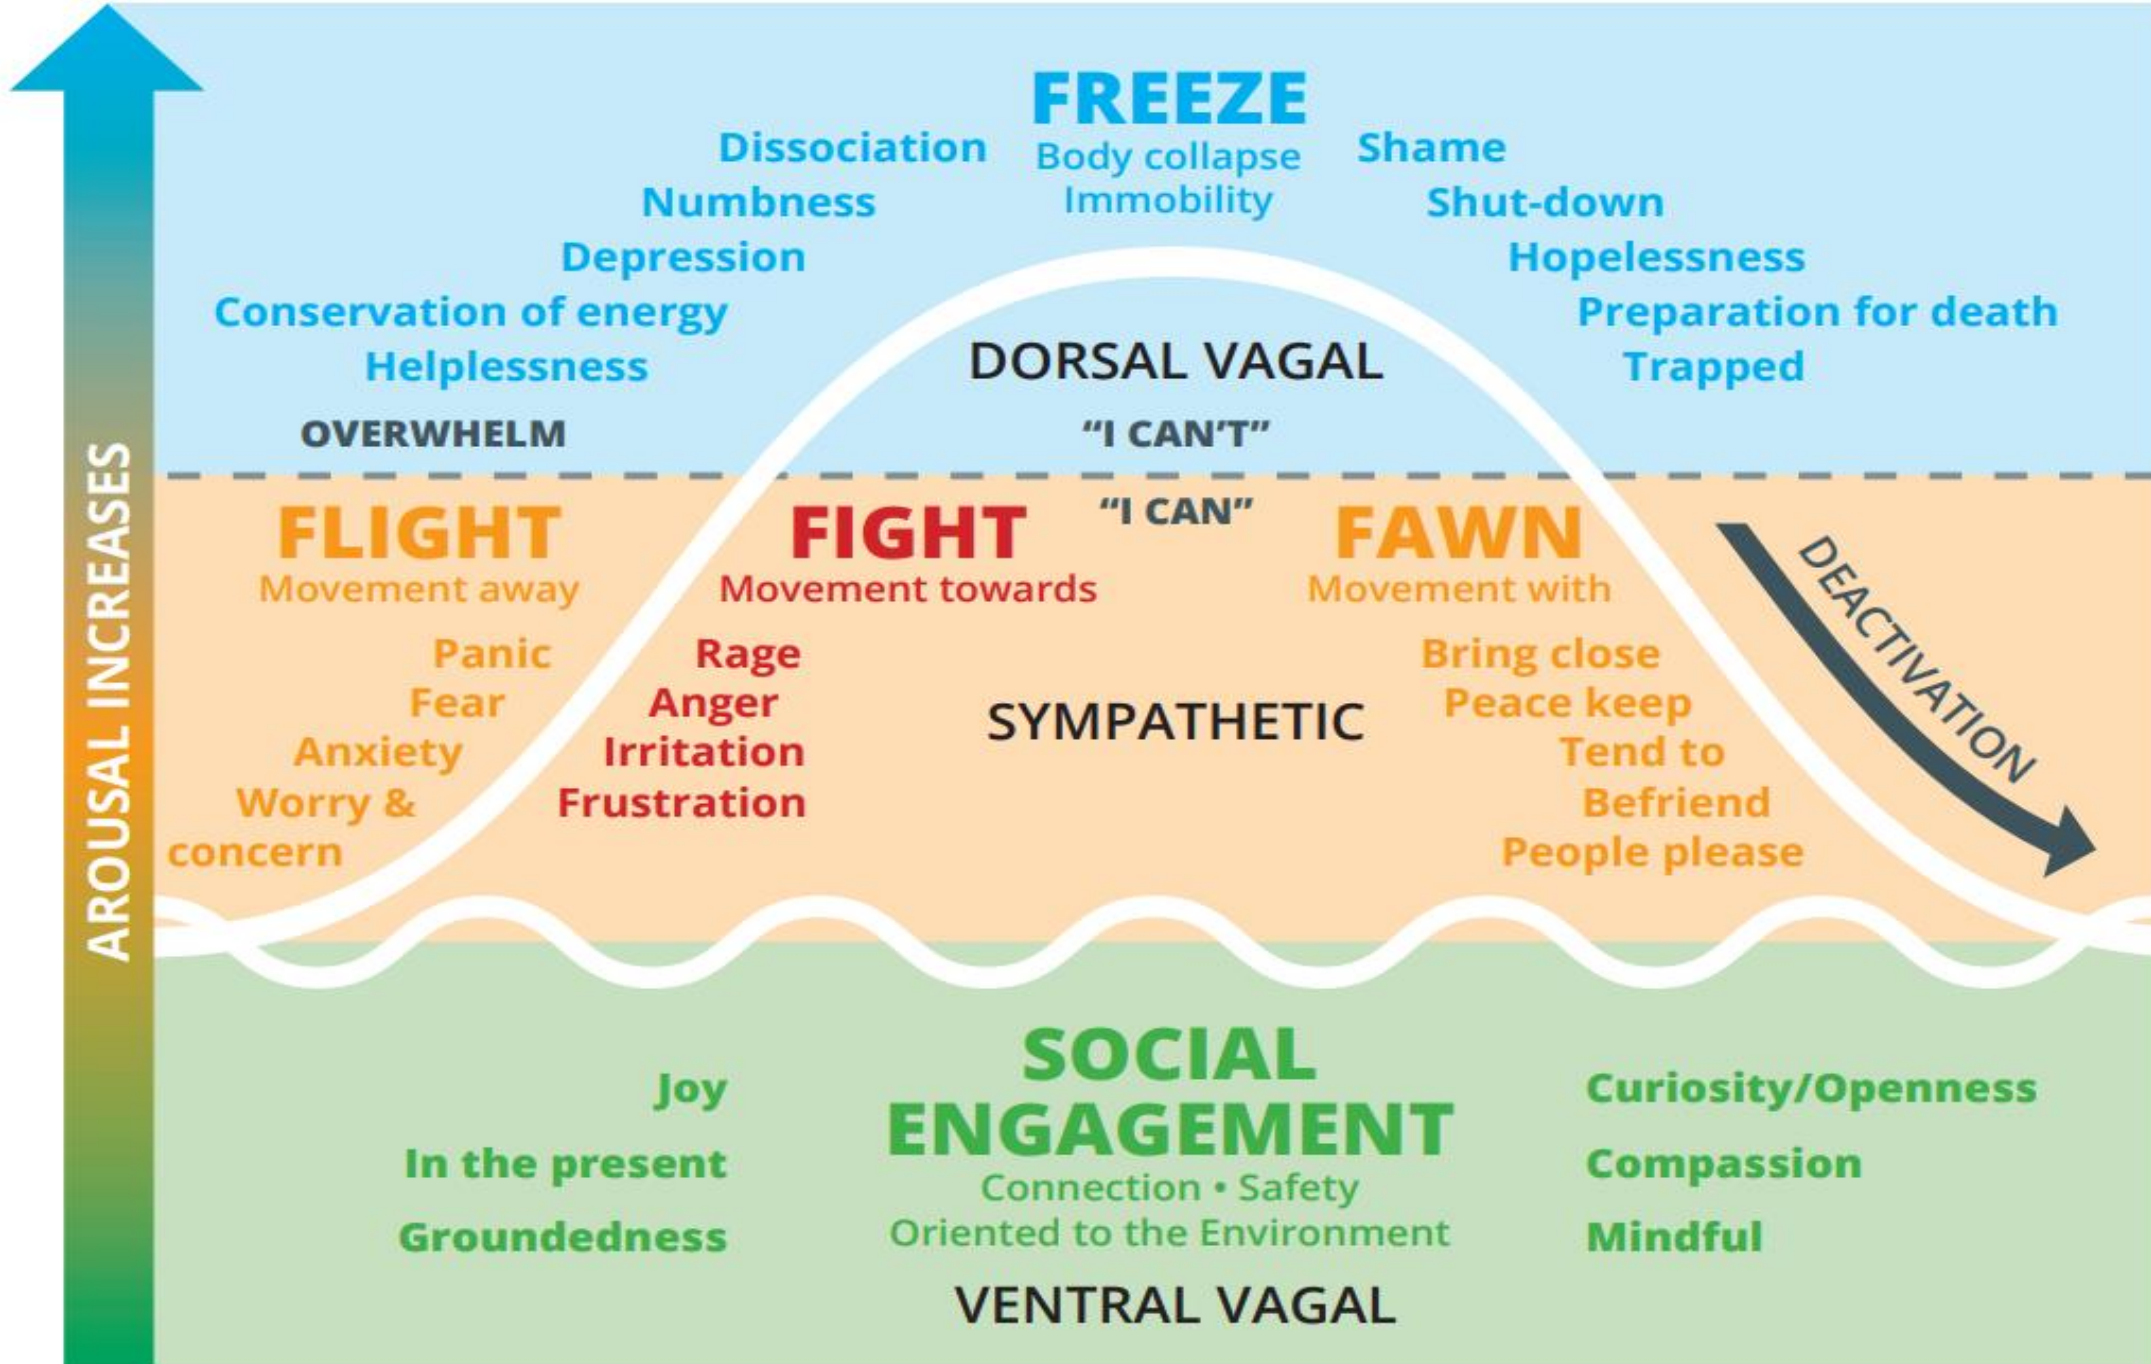 AROUSAL INCREASES
FREEZE
Body collapse
Immobility
Dissociation
Numbness
Depression
Conservation of energy
Helplessness
Shame
Shut-down
Hopelessness
Preparation for death
Trapped
DORSAL VAGAL
OVERWHELM
“I CAN’T”
“I CAN”
FLIGHT
Movement away
Panic
Fear
Anxiety
Worry &
concern
FIGHT
Movement towards
Rage
Anger
Irritation
Frustration
SYMPATHETIC
FAWN
Movement with
Bring close
Peace keep
Tend to
Befriend
People please
DEACTIVATION
SOCIAL
ENGAGEMENT
Connection • Safety
Oriented to the Environment
Joy
In the present
Groundedness
Curiosity/Openness
Compassion
Mindful
VENTRAL VAGAL